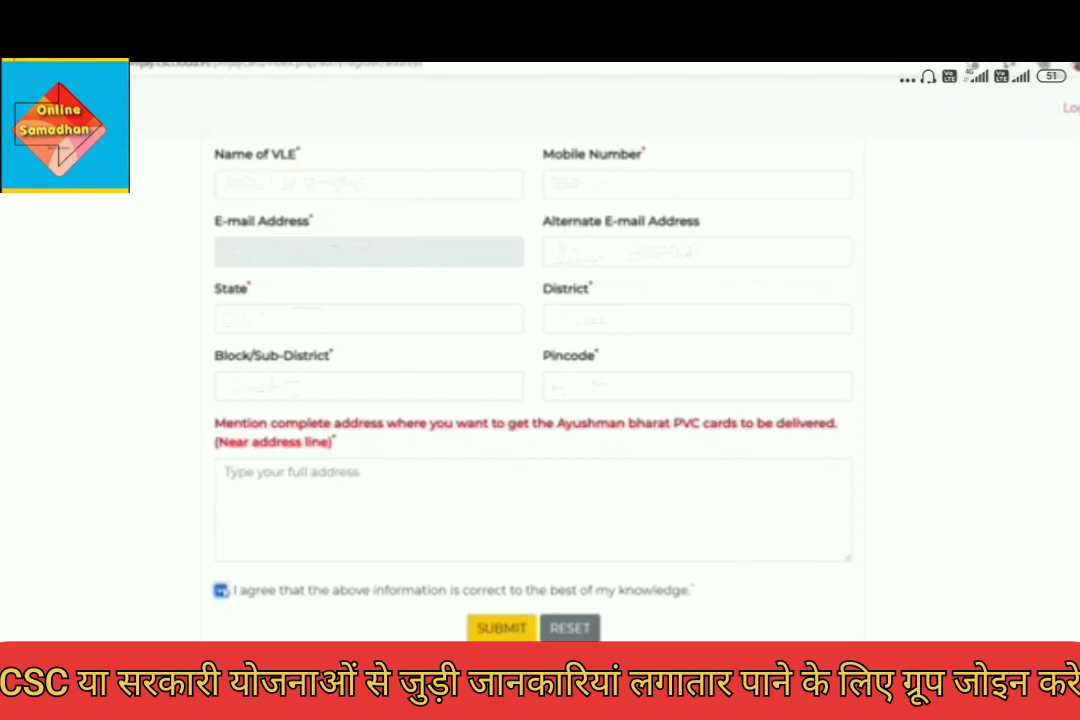 51
Online
Samadhan
Name of VLE*
Mobile Number*
E-mail Address*
Alternate E-mail Address
State*
District*
Block/Sub-District*
Pincode*
Mention complete address where you want to get the Ayushman bharat PVC cards to be delivered.
(Near address line)*
Type your full address
I agree that the above information is correct to the best of my knowledge.*
SUBMIT
RESET
CSC या सरकारी योजनाओं से जुड़ी जानकारियां लगातार पाने के लिए ग्रूप जोइन करे